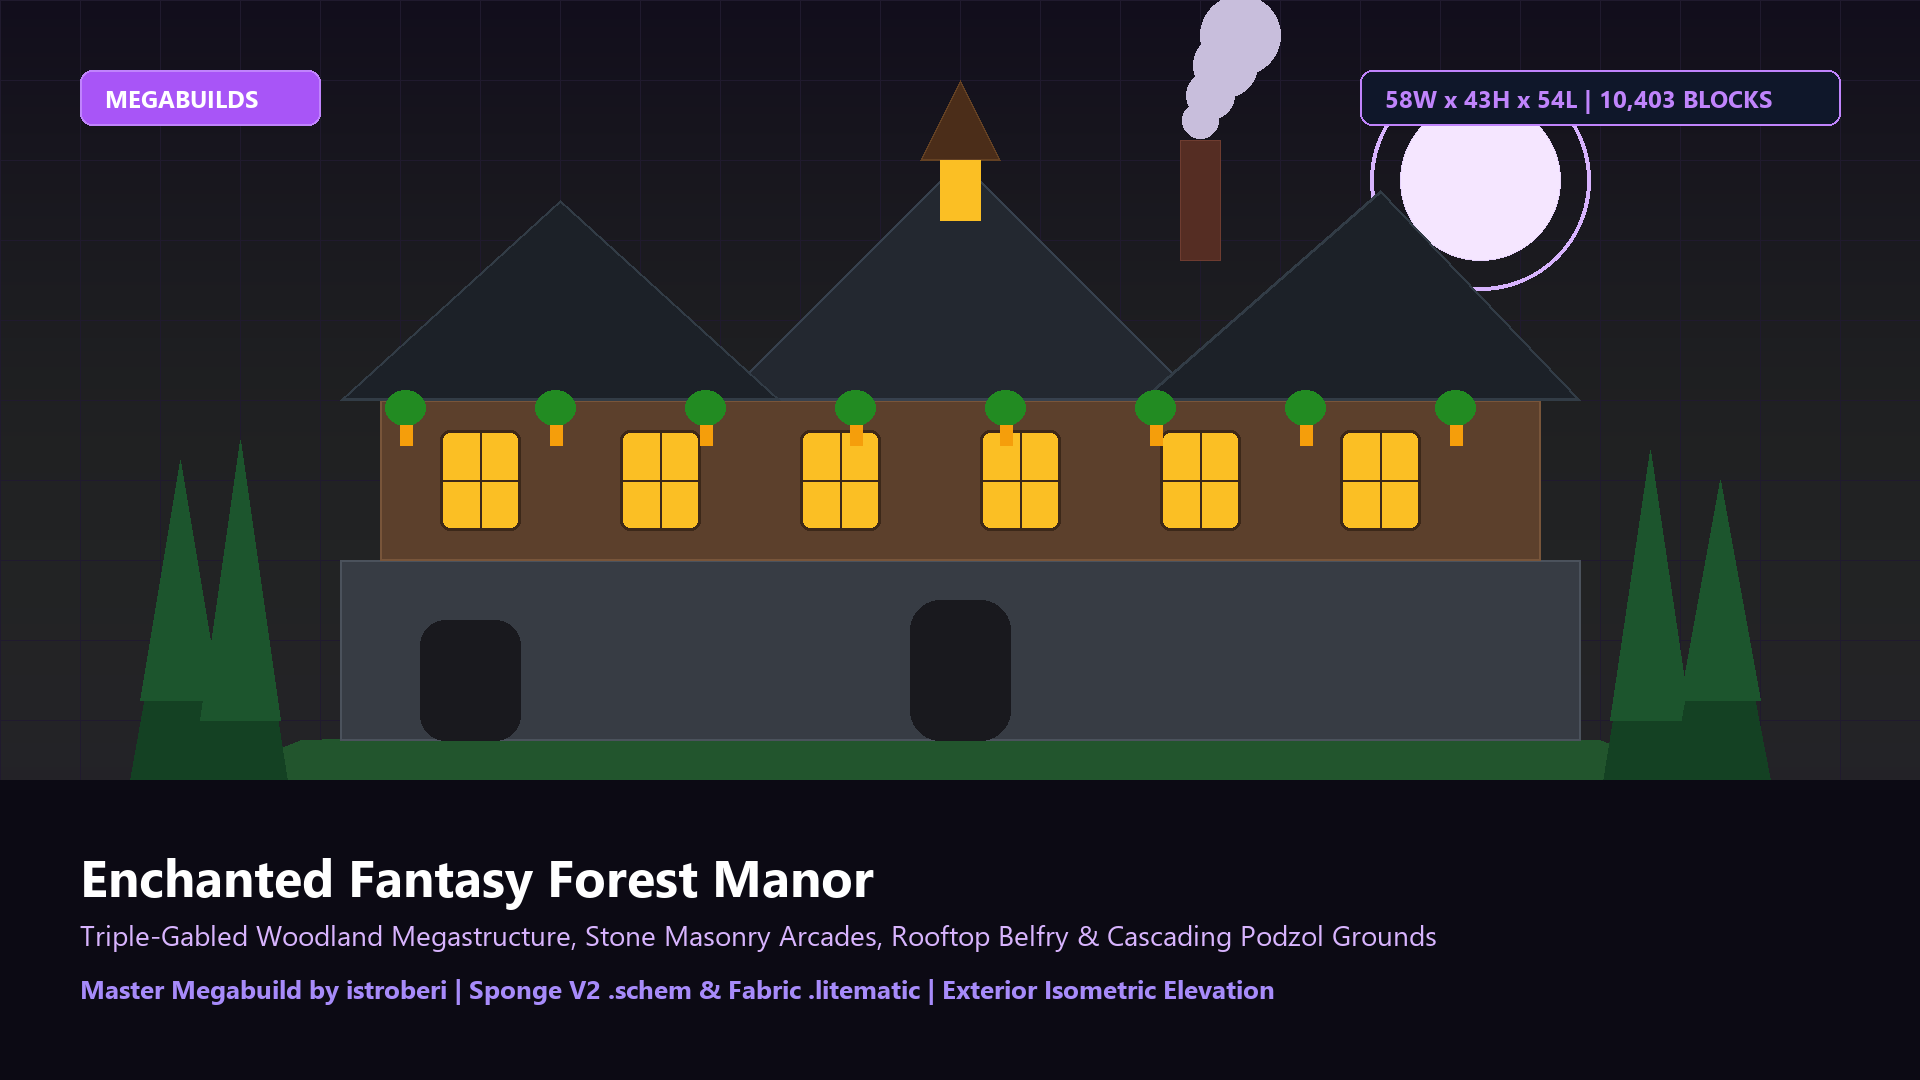 MEGABUILDS
58W x 43H x 54L | 10,403 BLOCKS
Enchanted Fantasy Forest Manor
Triple-Gabled Woodland Megastructure, Stone Masonry Arcades, Rooftop Belfry & Cascading Podzol Grounds
Master Megabuild by istroberi | Sponge V2 .schem & Fabric .litematic | Exterior Isometric Elevation